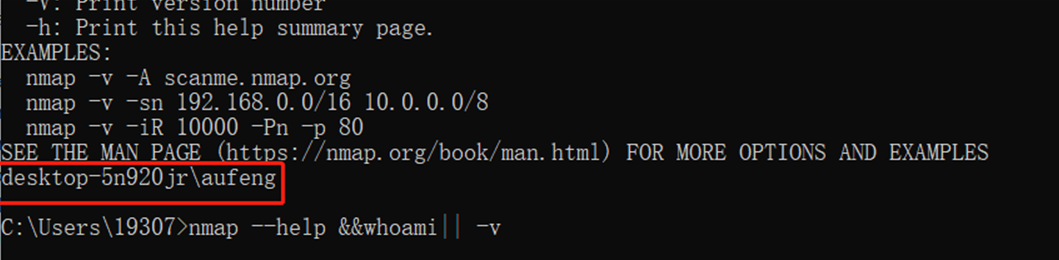 -V: Print version number
-h: Print this help summary page.
EXAMPLES:
nmap -v -A scanme.nmap.org
nmap -v -sn 192.168.0.0/16 10.0.0.0/8
nmap -v -iR 10000 -Pn -p 80
SEE THE MAN PAGE (https://nmap.org/book/man.html) FOR MORE OPTIONS AND EXAMPLES
desktop-5n920jr\aufeng
C:\Users\19307>nmap --help &&whoami|| -v